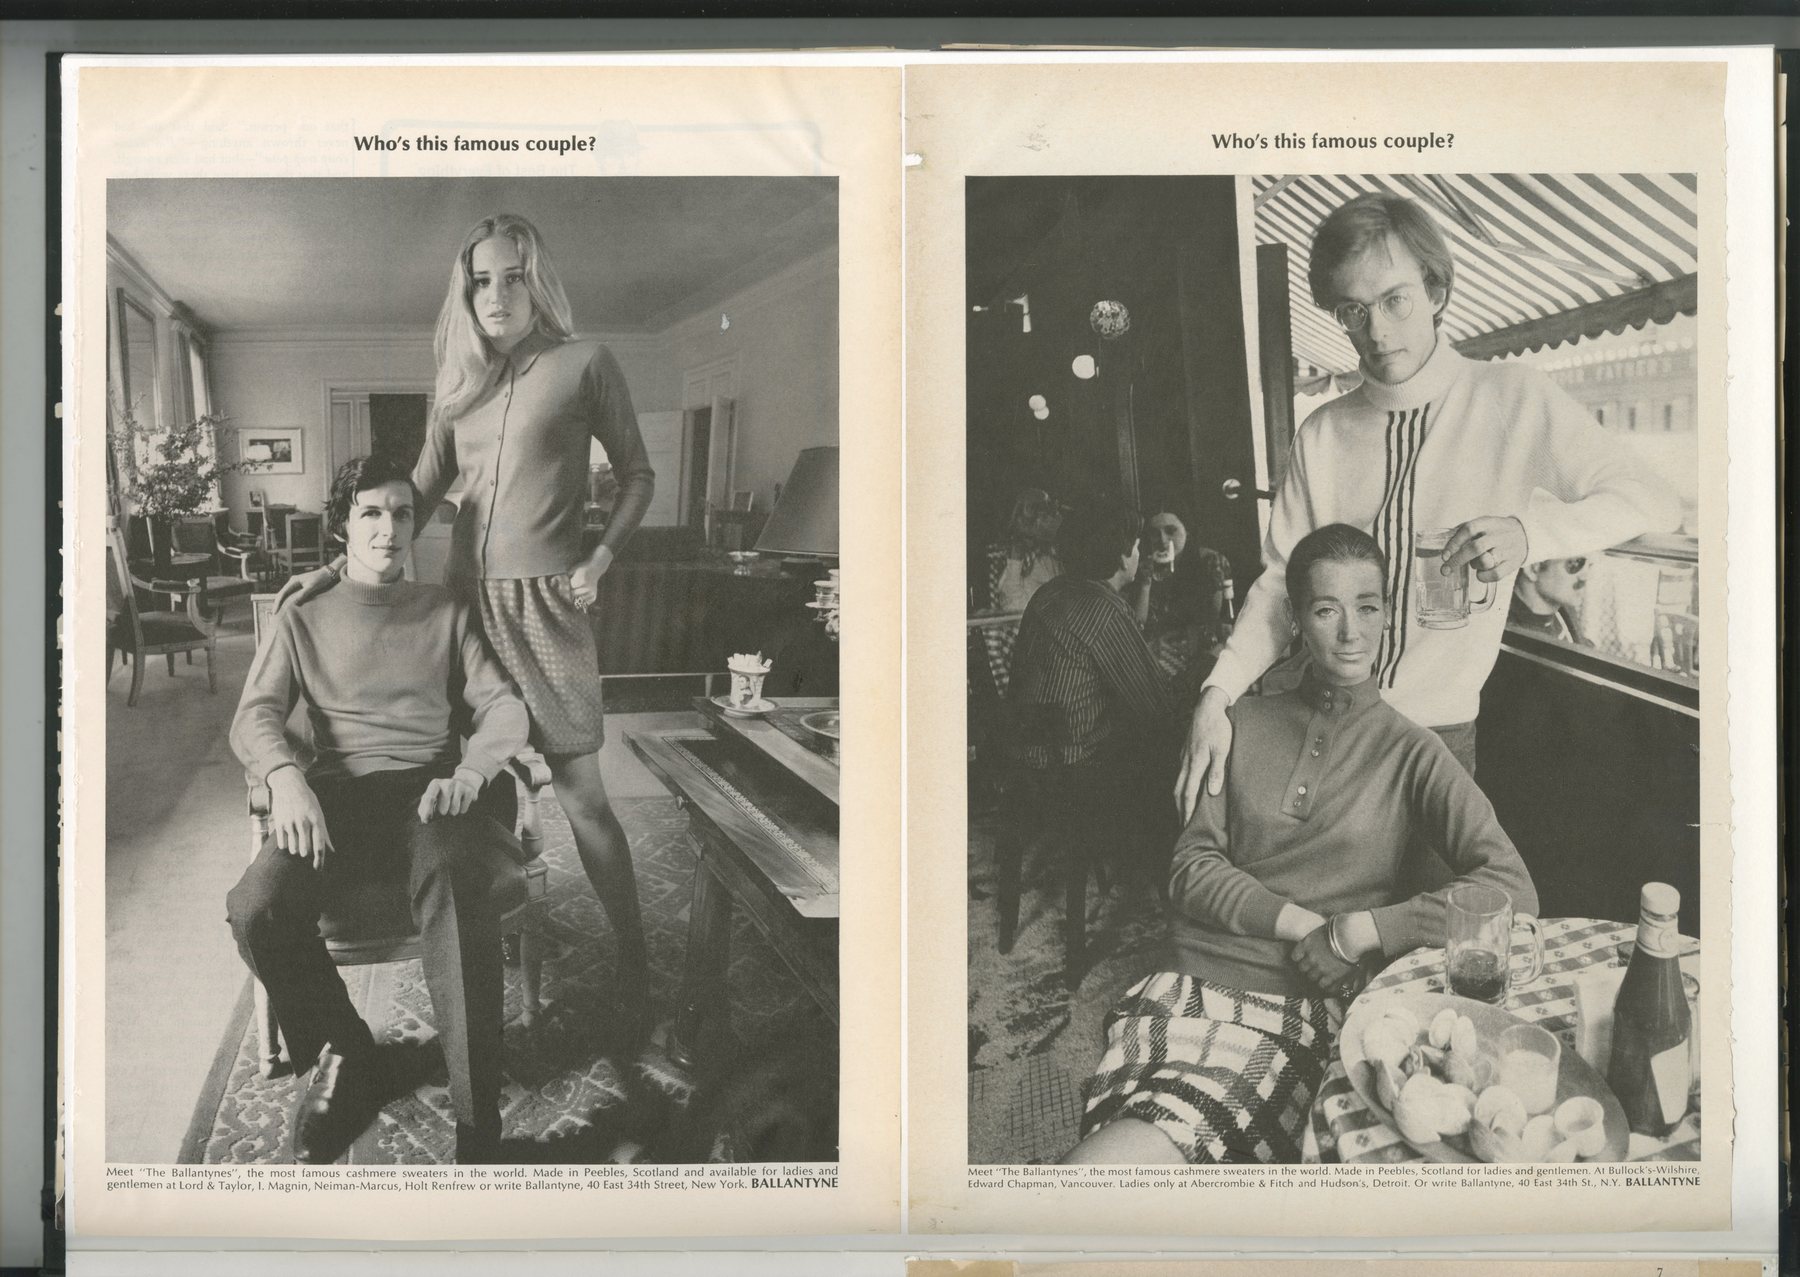 Who's this famous couple?
Meet "The Ballantynes", the most famous cashmere sweaters in the world. Made in Peebles, Scotland and available for ladies and
gentlemen at Lord & Taylor, I. Magnin, Neiman-Marcus, Holt Renfrew or write Ballantyne, 40 East 34th Street, New York. BALLANTYNE
Who's this famous couple?
Meet "The Ballantynes", the most famous cashmere sweaters in the world. Made in Peebles, Scotland for ladies and gentlemen. At Bullock's-Wilshire,
Edward Chapman, Vancouver. Ladies only at Abercrombie & Fitch and Hudson's, Detroit. Or write Ballantyne, 40 East 34th St., N.Y. BALLANTYNE
7